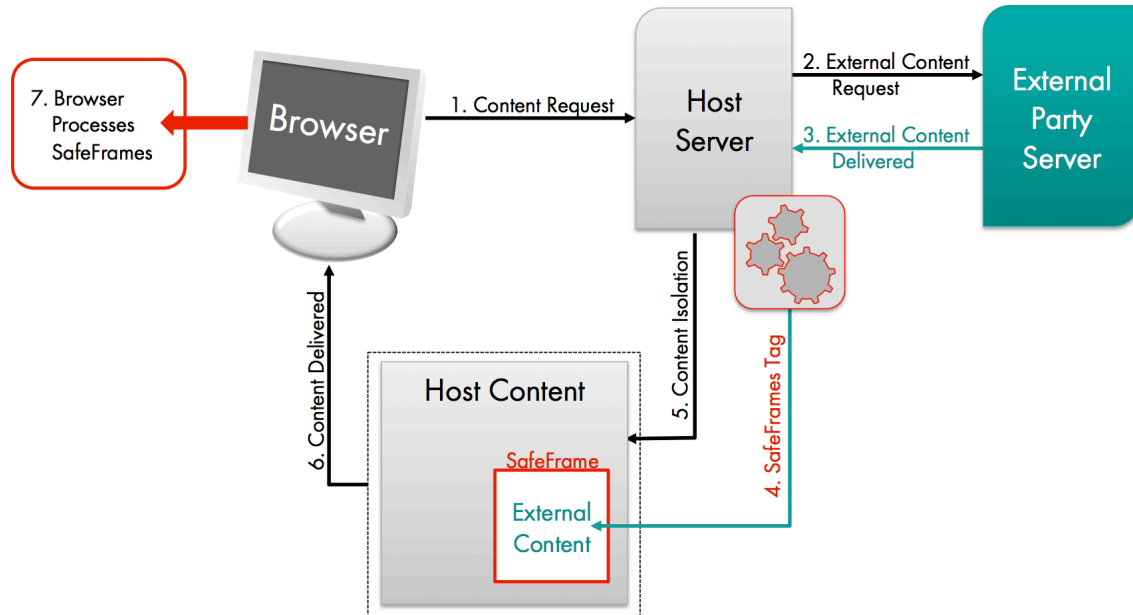 7. Browser
Processes
SafeFrames
Browser
1. Content Request
Host
Server
2. External Content
Request
3. External Content
Delivered
External
Party
Server
4. SafeFrames Tag
5. Content Isolation
Host Content
SafeFrame
External
Content
6. Content Delivered